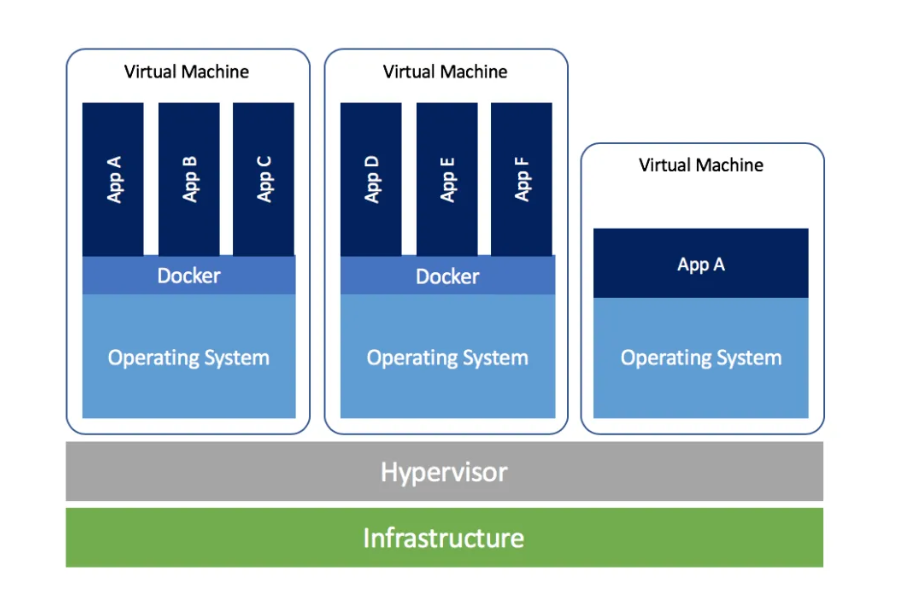 Virtual Machine
App A
App B
App C
Docker
Operating System
Virtual Machine
App D
App E
App F
Docker
Operating System
Virtual Machine
App A
Operating System
Hypervisor
Infrastructure